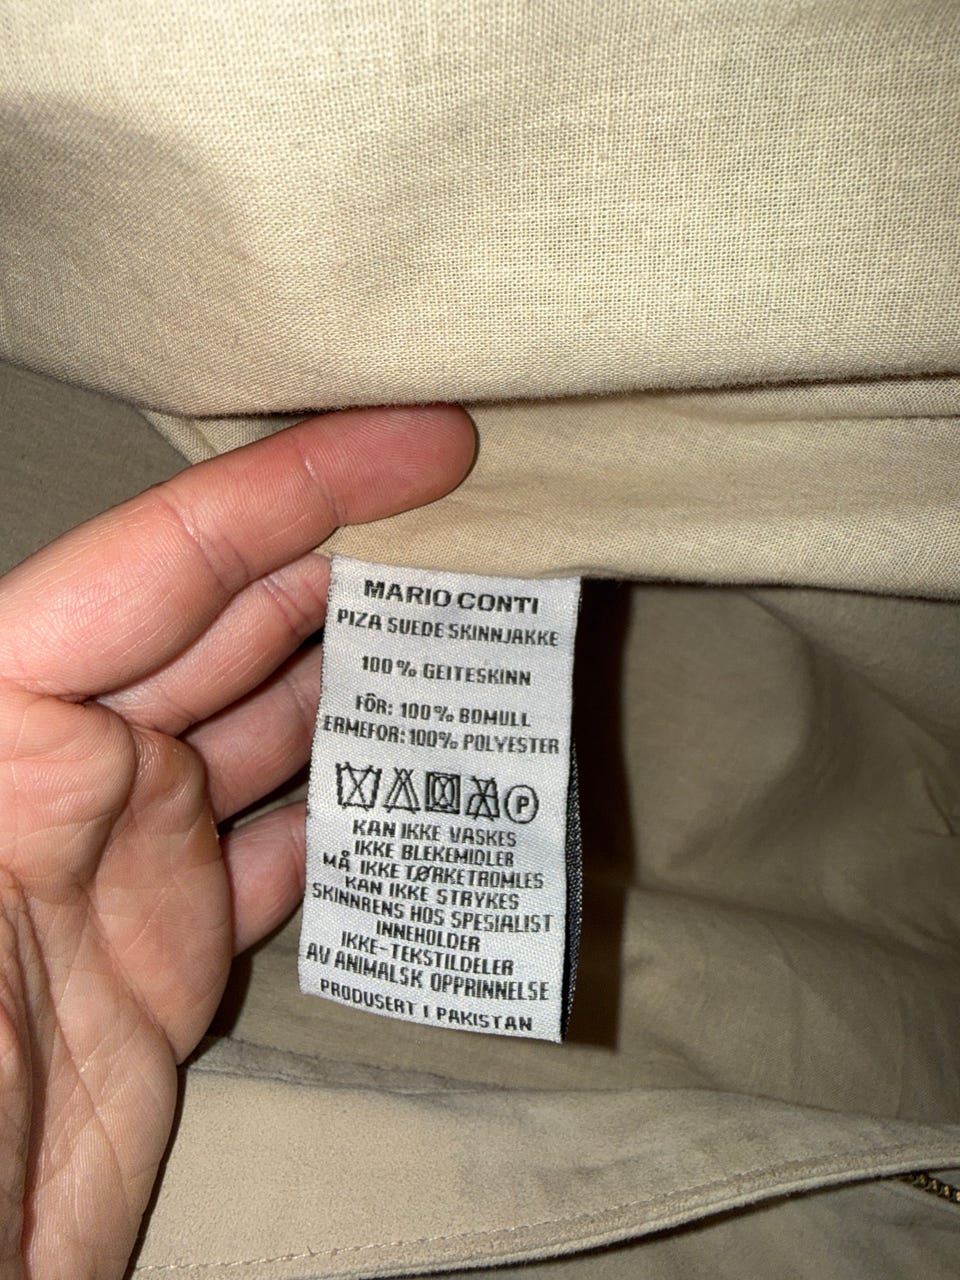 MARIO CONTI
PIZA SUEDE SKINNJAKKE
100% GEITESKINN
FÔR: 100% BOMULL
ERMEFOR: 100% POLYESTER
P
KAN IKKE VASKES
IKKE BLEKEMIDLER
MÅ IKKE TØRKETROMLES
KAN IKKE STRYKES
SKINNRENS HOS SPESIALIST
INNEHOLDER
IKKE-TEKSTILDELER
AV ANIMALSK OPPRINNELSE
PRODUSERT I PAKISTAN